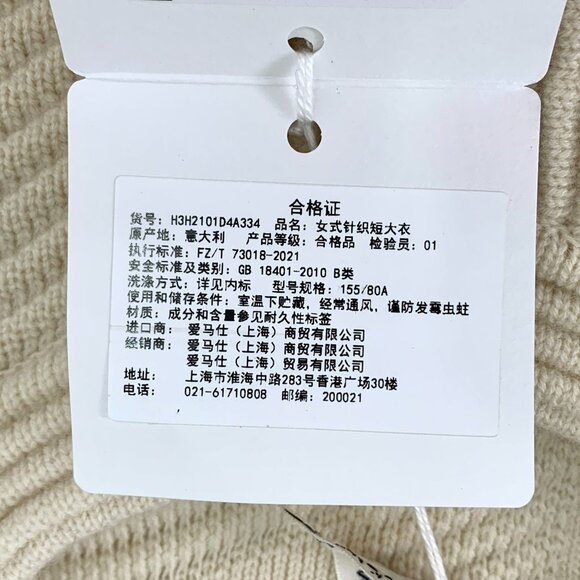 合格证
货号: H3H2101D4A334 品名: 女式针织短大衣
原产地: 意大利 产品等级: 合格品 检验员: 01
执行标准: FZ/T 73018-2021
安全标准及类别: GB 18401-2010 B类
洗涤方式: 详见内标 型号规格: 155/80A
使用和储存条件: 室温下贮藏, 经常通风, 谨防发霉虫蛀
材质: 成分和含量参见耐久性标签
进口商: 爱马仕 (上海) 商贸有限公司
经销商: 爱马仕 (上海) 商贸有限公司
爱马仕 (上海) 贸易有限公司
地址: 上海市淮海中路283号香港广场30楼
电话: 021-61710808 邮编: 200021